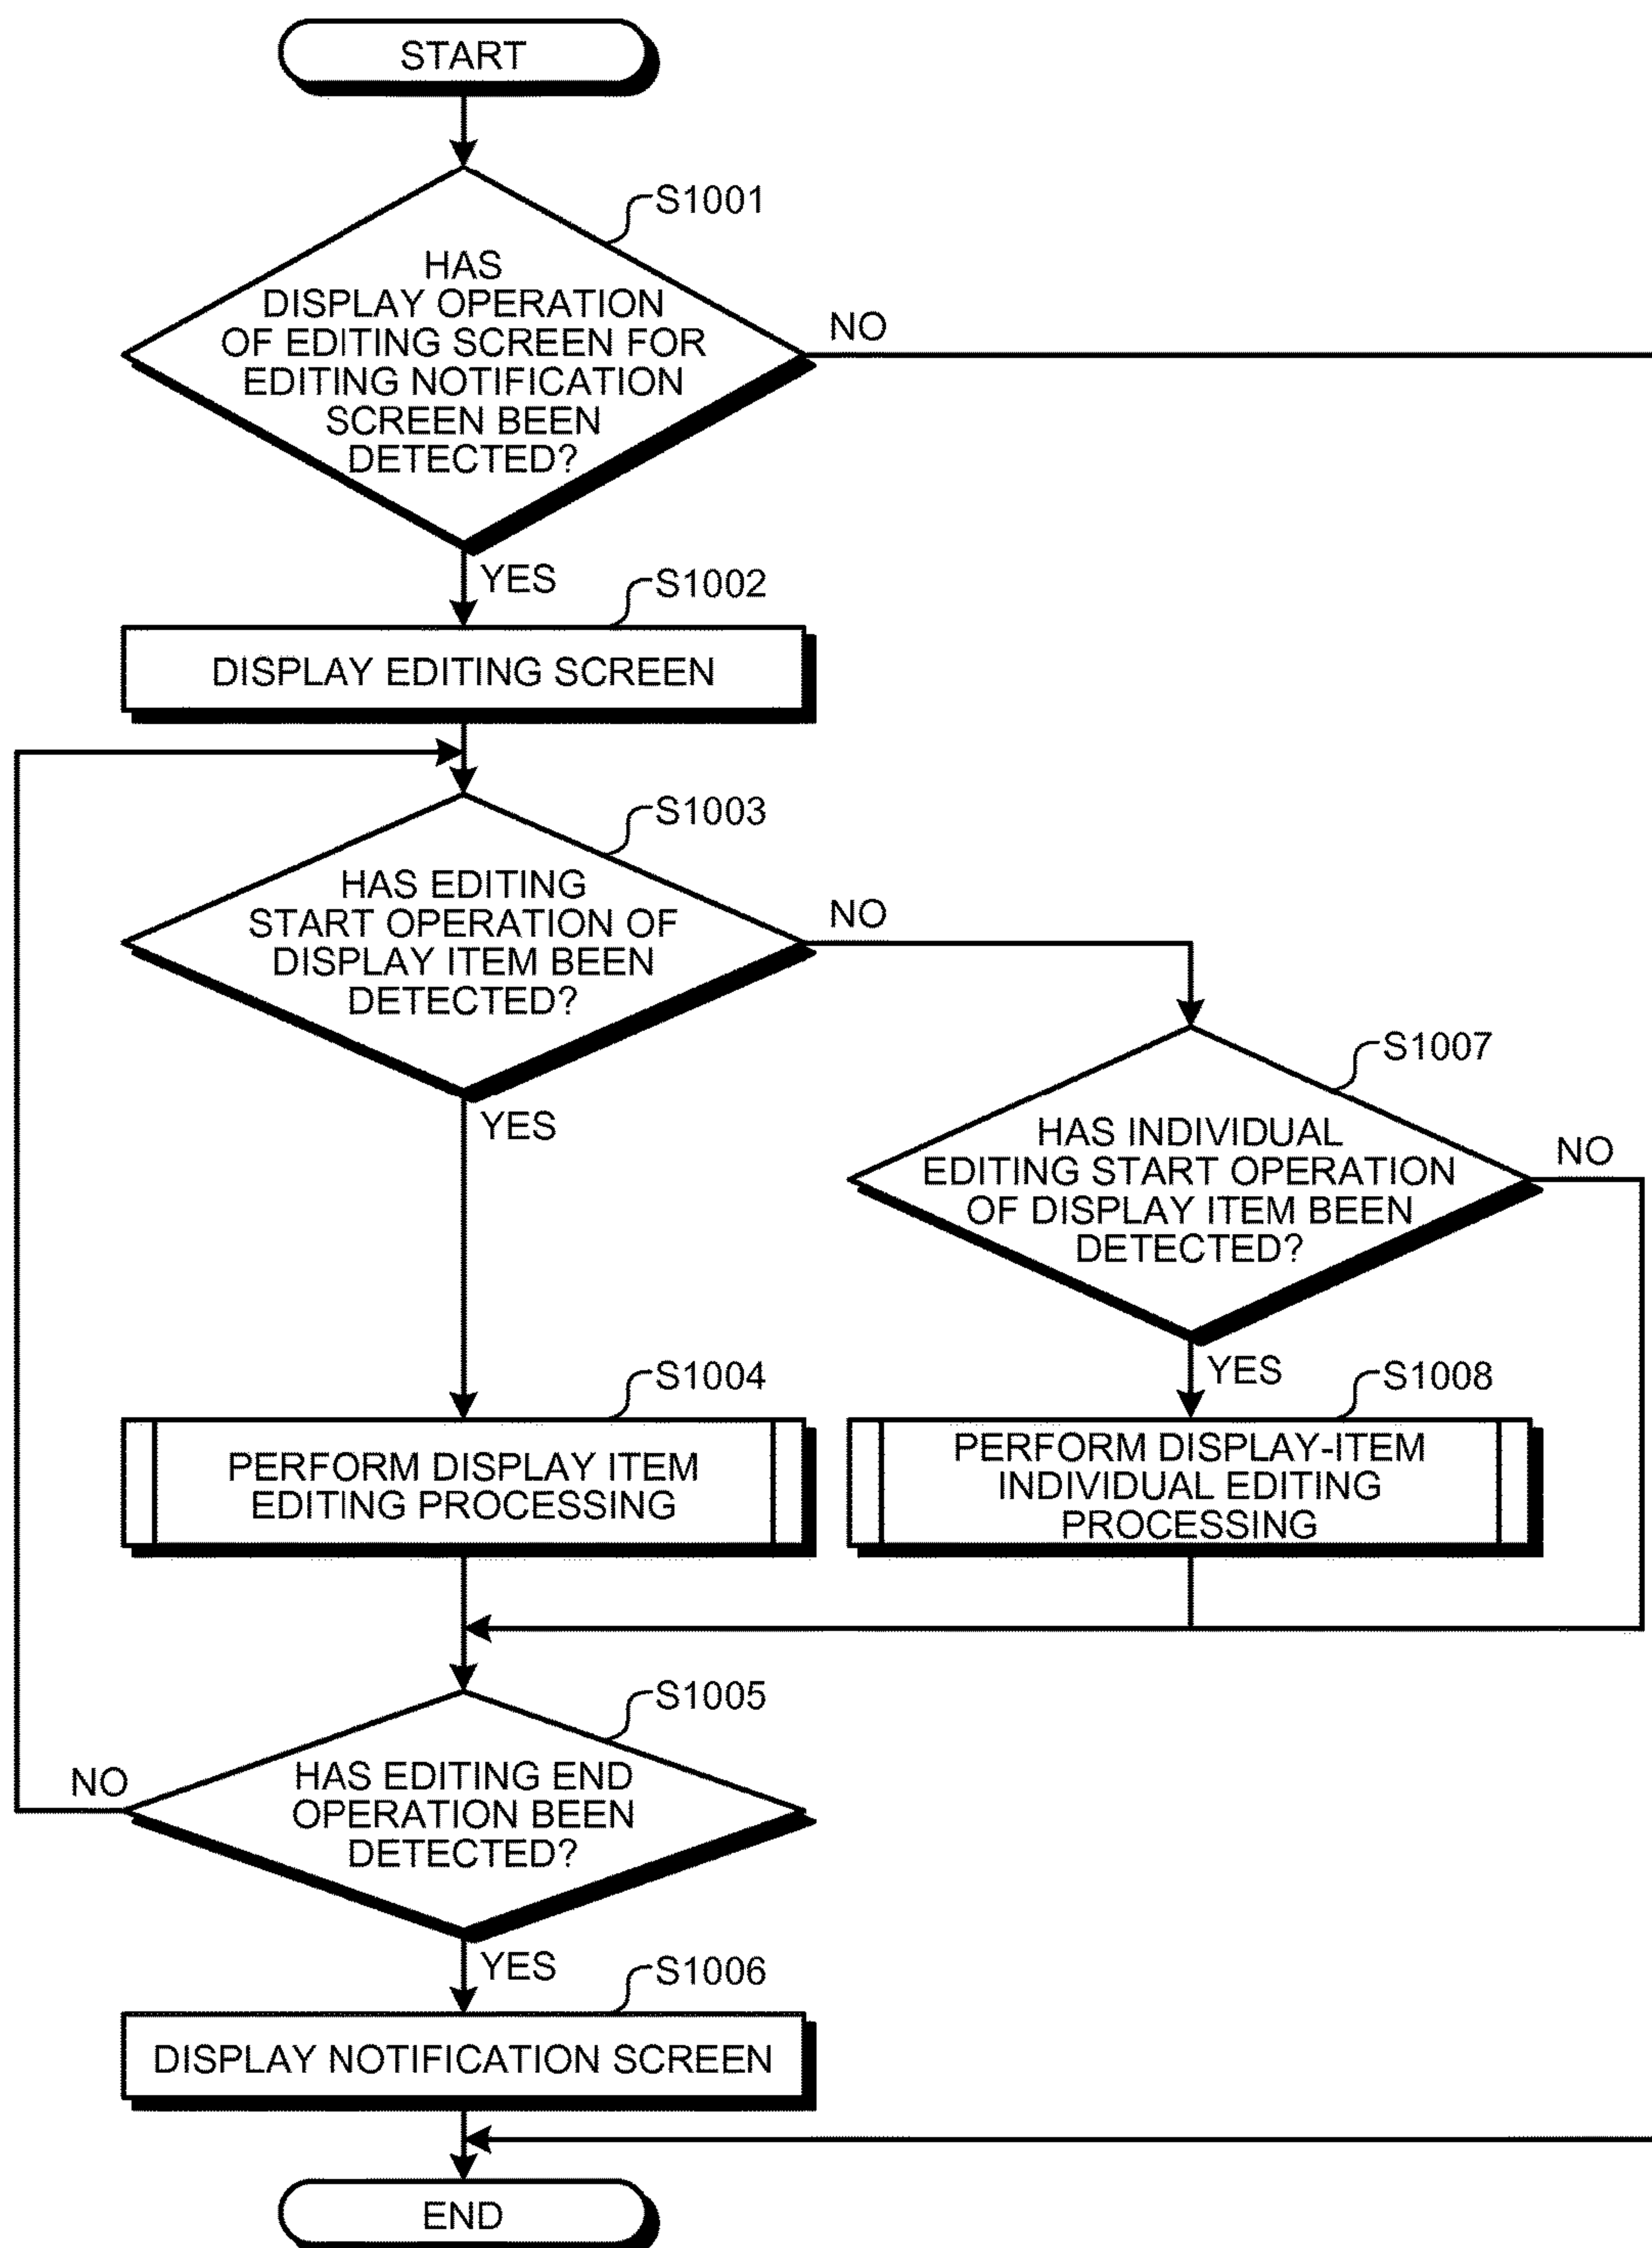 START
S1001
HAS
DISPLAY OPERATION
OF EDITING SCREEN FOR
EDITING NOTIFICATION
SCREEN BEEN
DETECTED?
NO
YES
S1002
DISPLAY EDITING SCREEN
S1003
HAS EDITING
START OPERATION OF
DISPLAY ITEM BEEN
DETECTED?
NO
YES
S1007
HAS INDIVIDUAL
EDITING START OPERATION
OF DISPLAY ITEM BEEN
DETECTED?
NO
YES
S1004
PERFORM DISPLAY ITEM
EDITING PROCESSING
S1008
PERFORM DISPLAY-ITEM
INDIVIDUAL EDITING
PROCESSING
S1005
HAS EDITING END
OPERATION BEEN
DETECTED?
NO
YES
S1006
DISPLAY NOTIFICATION SCREEN
END